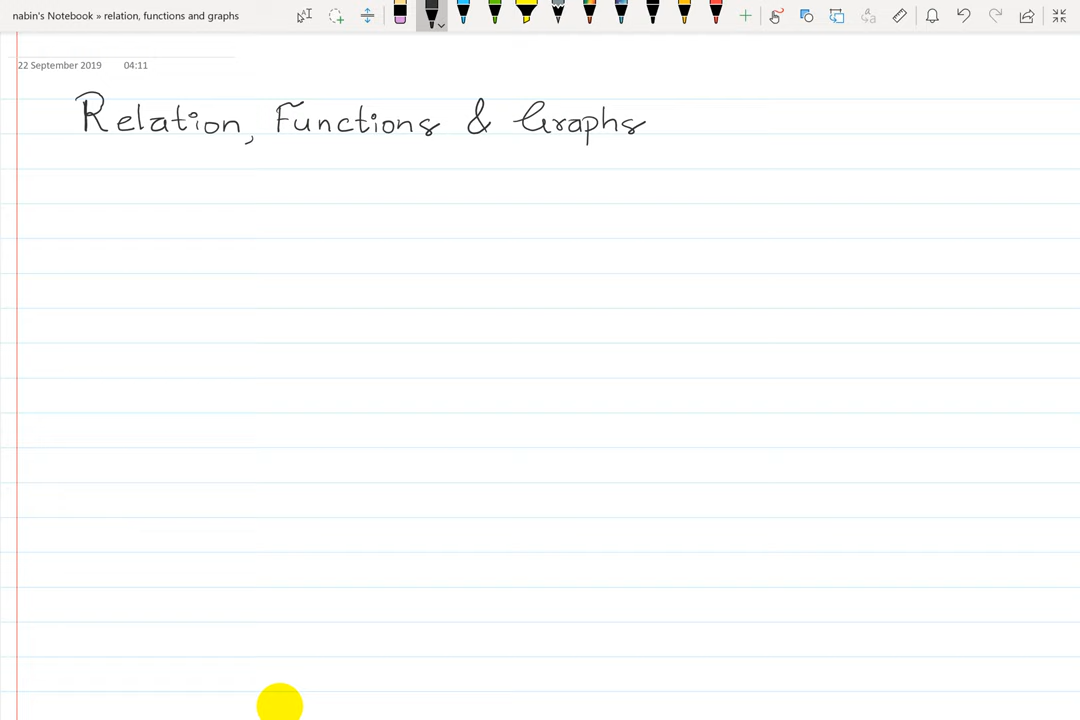 nabin's Notebook » relation, functions and graphs
22 September 2019 04:11
Relation, Functions & Graphs